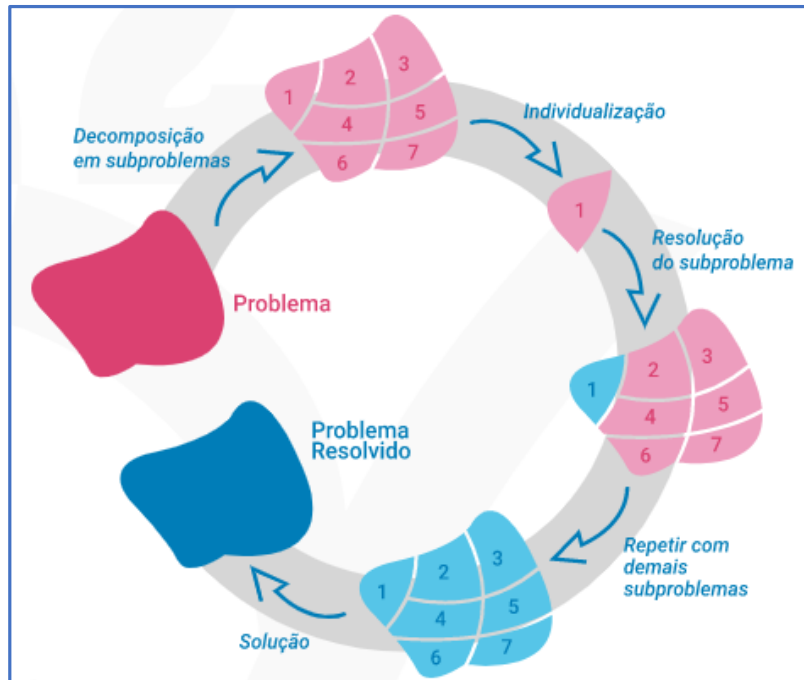 Problema
Decomposição
em subproblemas
1 2 3
4 5
6 7
Individualização
1
Resolução
do subproblema
1 2 3
4 5
6 7
Repetir com
demais
subproblemas
1 2 3
4 5
6 7
Solução
Problema
Resolvido